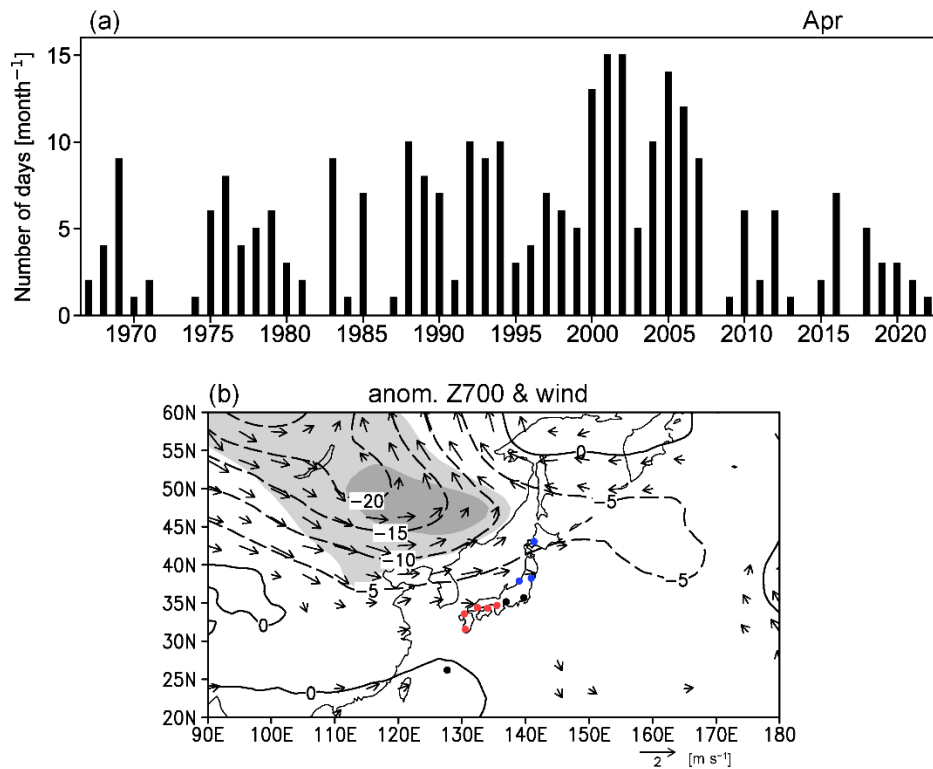 (a) Apr
Number of days [month⁻¹]
15
10
5
0
1970 1975 1980 1985 1990 1995 2000 2005 2010 2015 2020
(b) anom. Z700 & wind
60N
55N
50N
45N
40N
35N
30N
25N
20N
0
−5
−20
−15
−10
−5
−5
0
0
90E 100E 110E 120E 130E 140E 150E 160E 170E 180
2 [m s⁻¹]